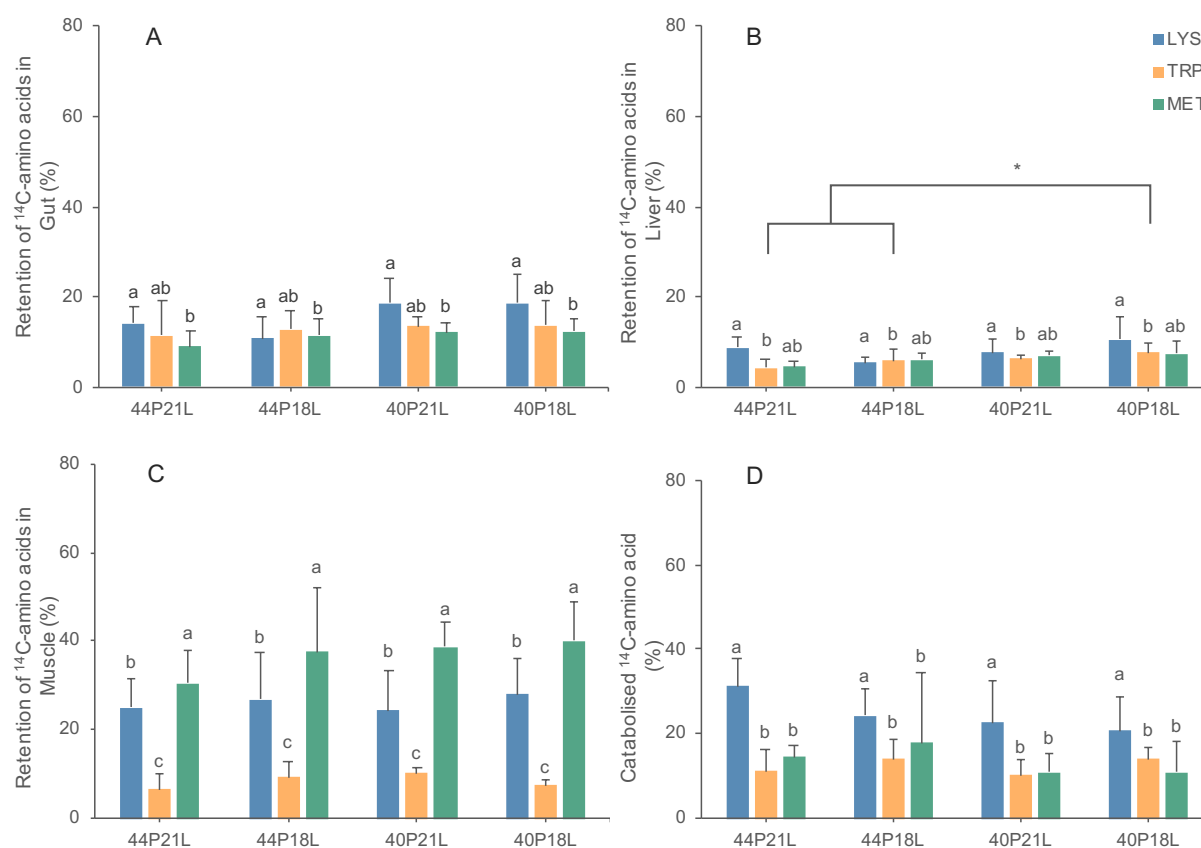 A
Retention of ¹⁴C-amino acids in
Gut (%)
80
60
40
20
0
a
ab
b
a
ab
b
a
ab
b
a
ab
b
44P21L
44P18L
40P21L
40P18L
B
LYS
TRP
MET
Retention of ¹⁴C-amino acids in
Liver (%)
80
60
40
20
0
*
a
b
ab
a
b
ab
a
b
ab
a
b
ab
44P21L
44P18L
40P21L
40P18L
C
Retention of ¹⁴C-amino acids in
Muscle (%)
80
60
40
20
0
b
c
a
b
c
a
b
c
a
b
c
a
44P21L
44P18L
40P21L
40P18L
D
Catabolised ¹⁴C-amino acid
(%)
80
60
40
20
0
a
b
b
a
b
b
a
b
b
a
b
b
44P21L
44P18L
40P21L
40P18L